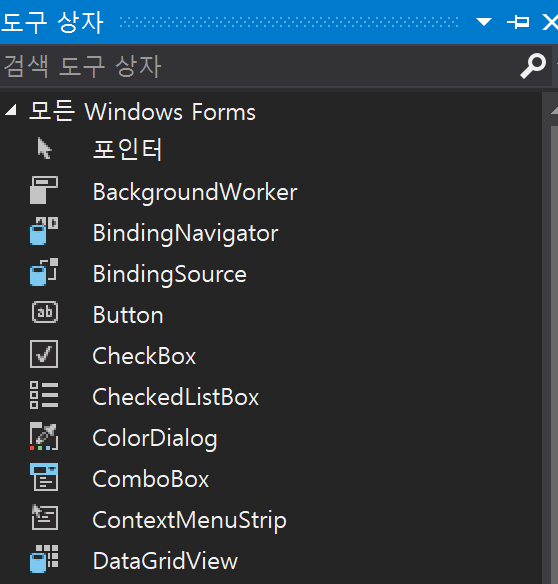 도구 상자
검색 도구 상자
모든 Windows Forms
포인터
BackgroundWorker
BindingNavigator
BindingSource
Button
CheckBox
CheckedListBox
ColorDialog
ComboBox
ContextMenuStrip
DataGridView